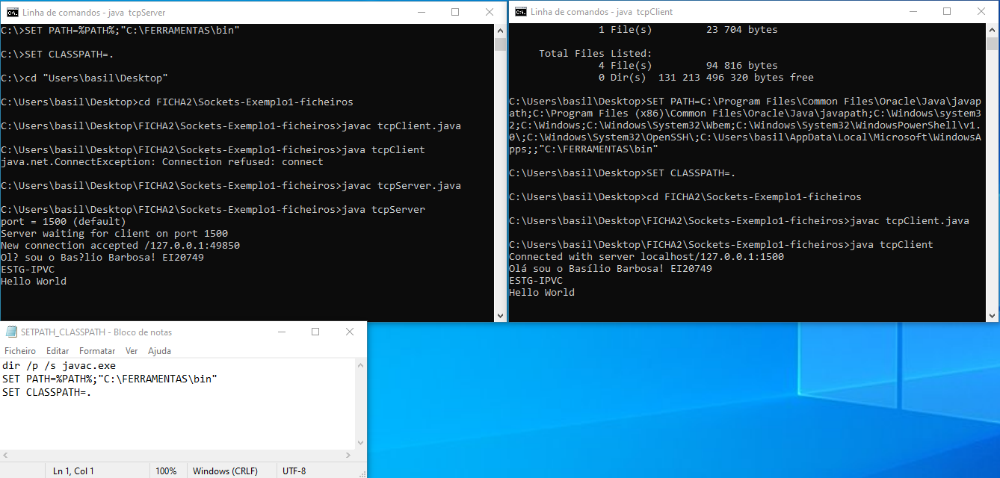 Linha de comandos - java  tcpServer
C:\>SET PATH=%PATH%;"C:\FERRAMENTAS\bin"
C:\>SET CLASSPATH=.
C:\>cd "Users\basil\Desktop"
C:\Users\basil\Desktop>cd FICHA2\Sockets-Exemplo1-ficheiros
C:\Users\basil\Desktop\FICHA2\Sockets-Exemplo1-ficheiros>javac tcpClient.java
C:\Users\basil\Desktop\FICHA2\Sockets-Exemplo1-ficheiros>java tcpClient
java.net.ConnectException: Connection refused: connect
C:\Users\basil\Desktop\FICHA2\Sockets-Exemplo1-ficheiros>javac tcpServer.java
C:\Users\basil\Desktop\FICHA2\Sockets-Exemplo1-ficheiros>java tcpServer
port = 1500 (default)
Server waiting for client on port 1500
New connection accepted /127.0.0.1:49850
Ol? sou o Bas?lio Barbosa! EI20749
ESTG-IPVC
Hello World
Linha de comandos - java  tcpClient
1 File(s)         23 704 bytes
Total Files Listed:
4 File(s)         94 816 bytes
0 Dir(s)  131 213 496 320 bytes free
C:\Users\basil\Desktop>SET PATH=C:\Program Files\Common Files\Oracle\Java\javap
ath;C:\Program Files (x86)\Common Files\Oracle\Java\javapath;C:\Windows\system3
2;C:\Windows;C:\Windows\System32\Wbem;C:\Windows\System32\WindowsPowerShell\v1.
0\;C:\Windows\System32\OpenSSH\;C:\Users\basil\AppData\Local\Microsoft\WindowsA
pps;;"C:\FERRAMENTAS\bin"
C:\Users\basil\Desktop>SET CLASSPATH=.
C:\Users\basil\Desktop>cd FICHA2\Sockets-Exemplo1-ficheiros
C:\Users\basil\Desktop\FICHA2\Sockets-Exemplo1-ficheiros>javac tcpClient.java
C:\Users\basil\Desktop\FICHA2\Sockets-Exemplo1-ficheiros>java tcpClient
Connected with server localhost/127.0.0.1:1500
Olá sou o Basílio Barbosa! EI20749
ESTG-IPVC
Hello World
SETPATH_CLASSPATH - Bloco de notas
Ficheiro Editar Formatar Ver Ajuda
dir /p /s javac.exe
SET PATH=%PATH%;"C:\FERRAMENTAS\bin"
SET CLASSPATH=.
Ln 1, Col 1 100% Windows (CRLF) UTF-8